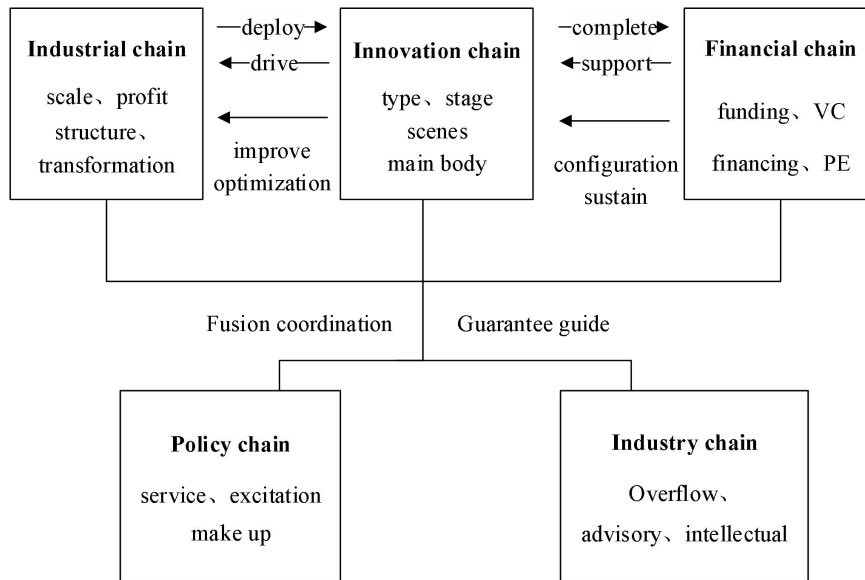 Industrial chain
scale、profit
structure、
transformation
deploy
drive
improve
optimization
Innovation chain
type、stage
scenes
main body
complete
support
configuration
sustain
Financial chain
funding、VC
financing、PE
Fusion coordination
Guarantee guide
Policy chain
service、excitation
make up
Industry chain
Overflow、
advisory、intellectual